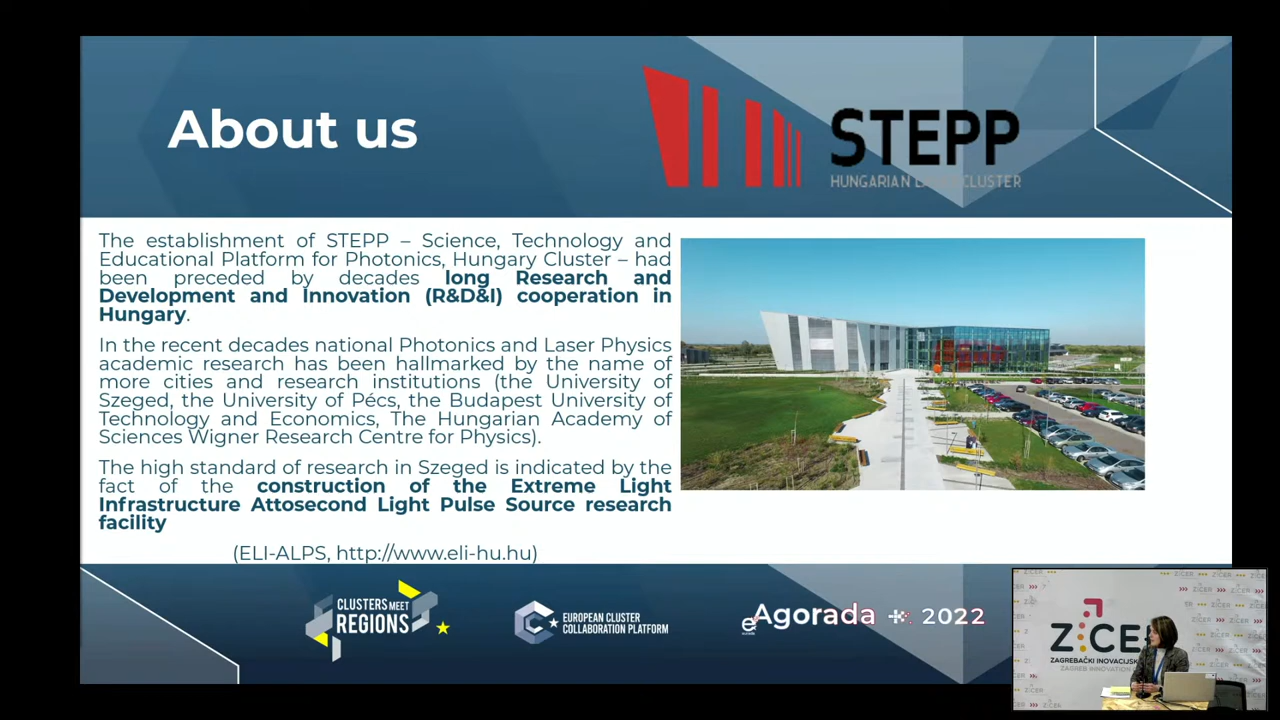 About us
STEPP
HUNGARIAN LASER CLUSTER
The establishment of STEPP – Science, Technology and
Educational Platform for Photonics, Hungary Cluster – had
been preceded by decades long Research and
Development and Innovation (R&D&I) cooperation in
Hungary.
In the recent decades national Photonics and Laser Physics
academic research has been hallmarked by the name of
more cities and research institutions (the University of
Szeged, the University of Pécs, the Budapest University of
Technology and Economics, The Hungarian Academy of
Sciences Wigner Research Centre for Physics).
The high standard of research in Szeged is indicated by the
fact of the construction of the Extreme Light
Infrastructure Attosecond Light Pulse Source research
facility
(ELI-ALPS, http://www.eli-hu.hu)
CLUSTERS MEET
REGIONS
EUROPEAN CLUSTER
COLLABORATION PLATFORM
Agorada 2022
ZICER
ZAGREBAČKI INOVACIJSK
ZAGREB INNOVATION